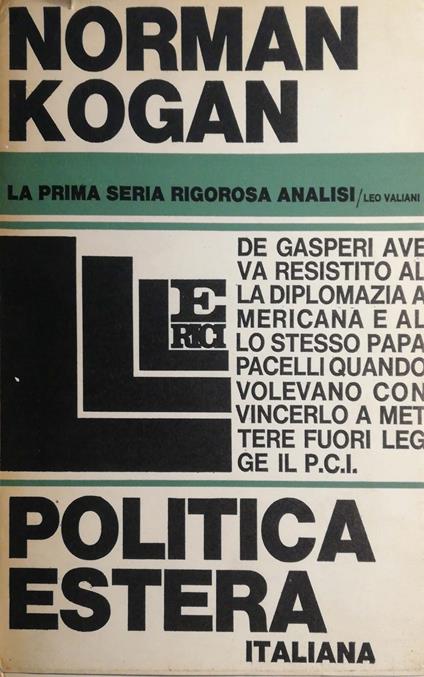 NORMAN
KOGAN
LA PRIMA SERIA RIGOROSA ANALISI/LEO VALIANI
LLL
E
RICI
DE GASPERI AVE
VA RESISTITO AL
LA DIPLOMAZIA A
MERICANA E AL
LO STESSO PAPA
PACELLI QUANDO
VOLEVANO CON
VINCERLO A MET
TERE FUORI LEG
GE IL P.C.I.
POLITICA
ESTERA
ITALIANA